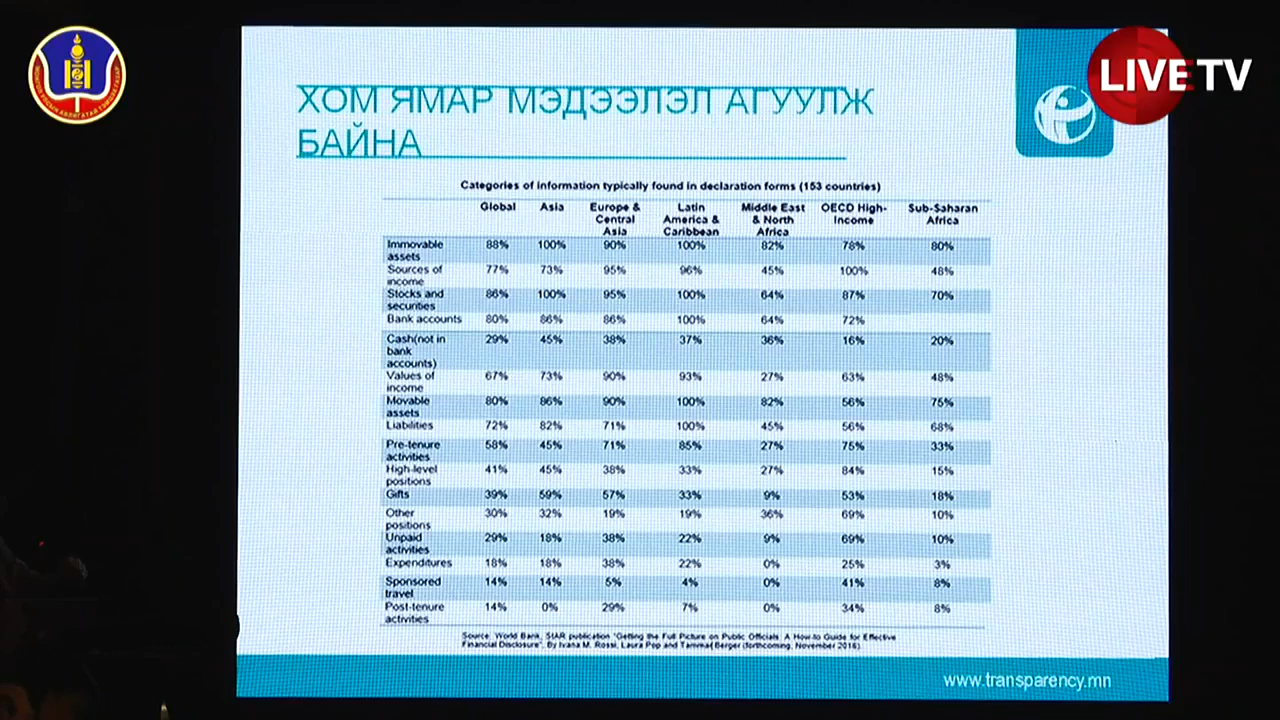 LIVE TV
ХОМ ЯМАР МЭДЭЭЛЭЛ АГУУЛЖ
БАЙНА
Categories of information typically found in declaration forms (153 countries)
Global Asia Europe & Central Asia Latin America & Caribbean Middle East & North Africa OECD High-Income Sub-Saharan Africa
Immovable assets 88% 100% 90% 100% 82% 78% 80%
Sources of income 77% 73% 95% 96% 45% 100% 48%
Stocks and securities 86% 100% 95% 100% 64% 87% 70%
Bank accounts 80% 86% 86% 100% 64% 72%
Cash(not in bank accounts) 29% 45% 38% 37% 36% 16% 20%
Values of income 67% 73% 90% 93% 27% 63% 48%
Movable assets 80% 86% 90% 100% 82% 56% 75%
Liabilities 72% 82% 71% 100% 45% 56% 68%
Pre-tenure activities 58% 45% 71% 85% 27% 75% 33%
High-level positions 41% 45% 38% 33% 27% 84% 15%
Gifts 39% 59% 57% 33% 9% 53% 18%
Other positions 30% 32% 19% 19% 36% 69% 10%
Unpaid activities 29% 18% 38% 22% 9% 69% 10%
Expenditures 18% 18% 38% 22% 0% 25% 3%
Sponsored travel 14% 14% 5% 4% 0% 41% 8%
Post-tenure activities 14% 0% 29% 7% 0% 34% 8%
Source: World Bank, StAR publication "Getting the Full Picture on Public Officials: A How-to Guide for Effective
Financial Disclosure", By Ivana M. Rossi, Laura Pop and Tammar Berger (forthcoming, November 2016).
www.transparency.mn